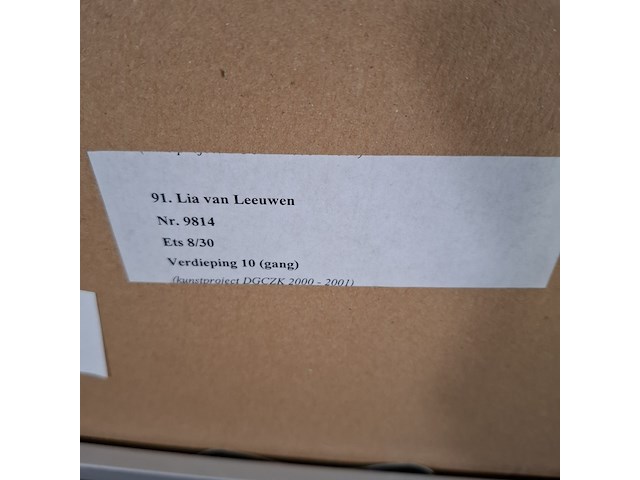 91. Lia van Leeuwen
Nr. 9814
Ets 8/30
Verdieping 10 (gang)
(kunstproject DGCZK 2000 - 2001)